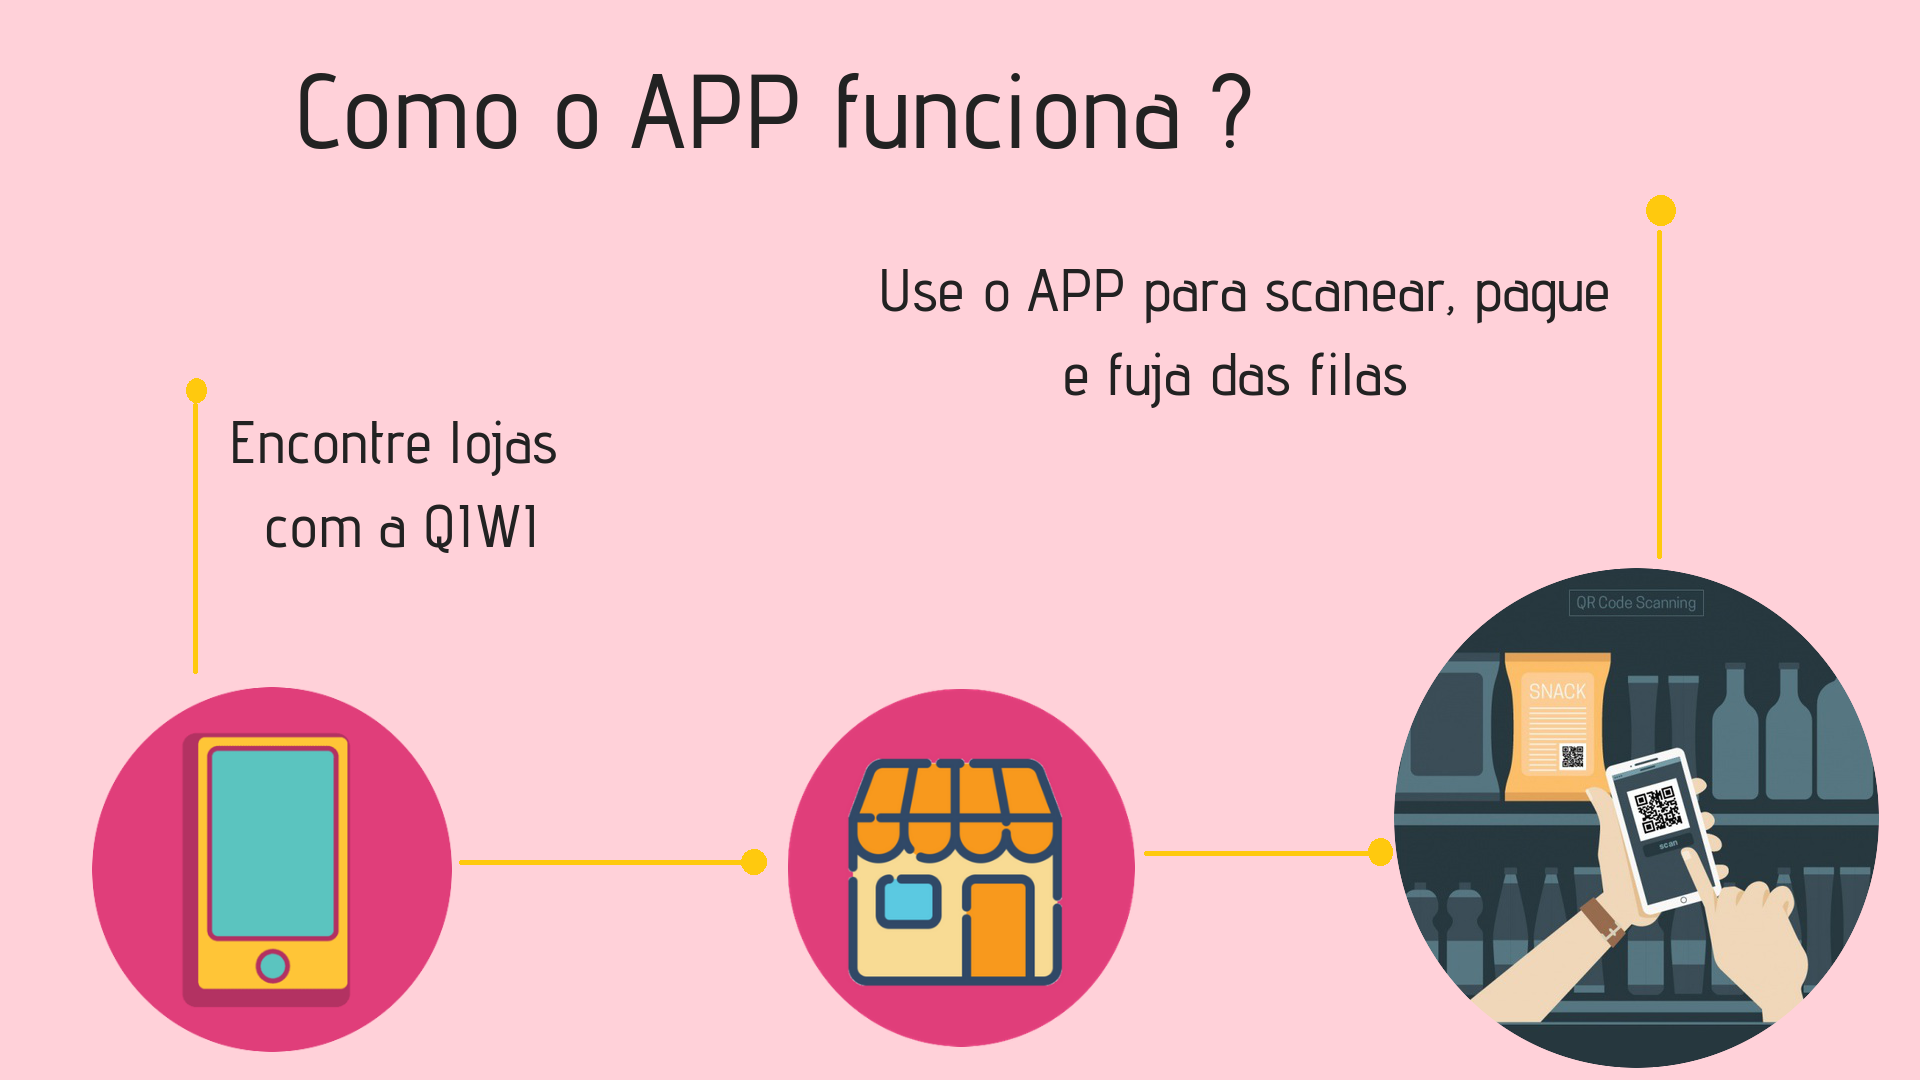 Como o APP funciona ?
Use o APP para scanear, pague
e fuja das filas
Encontre lojas
com a Q1W1
QR Code Scanning
SNACK
scan